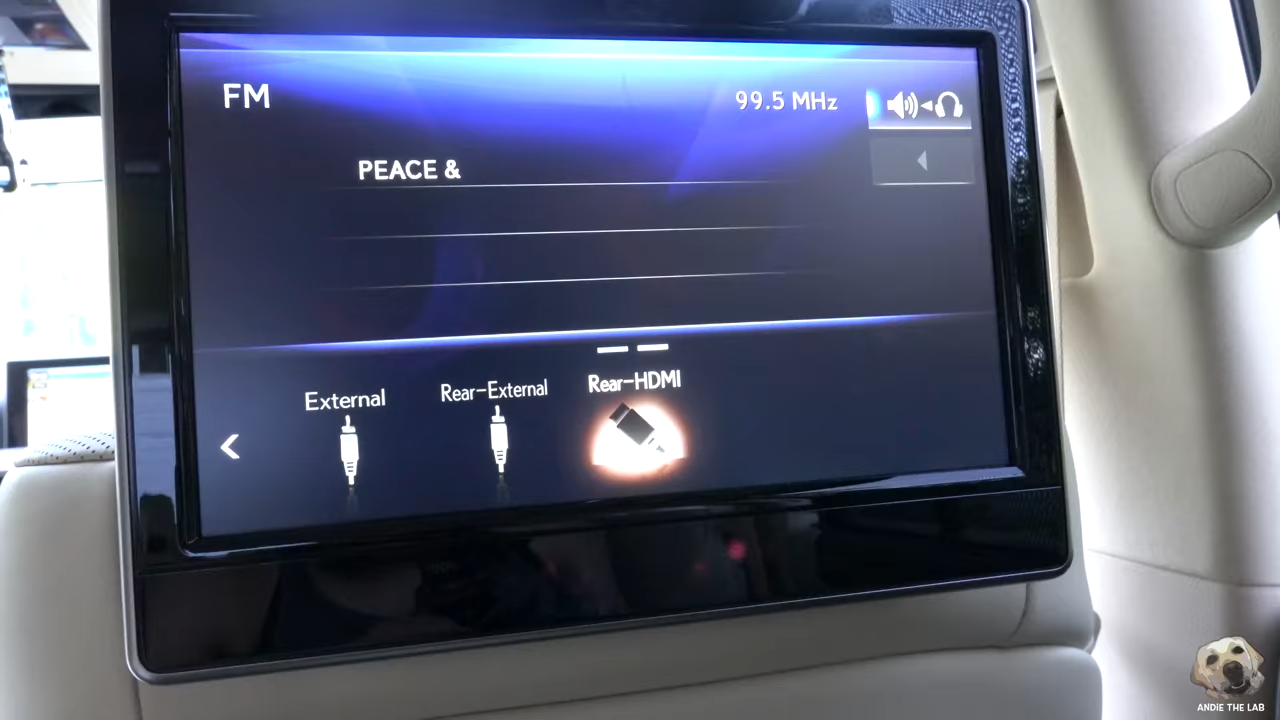 FM
99.5 MHz
PEACE &
External
Rear-External
Rear-HDMI
ANDIE THE LAB